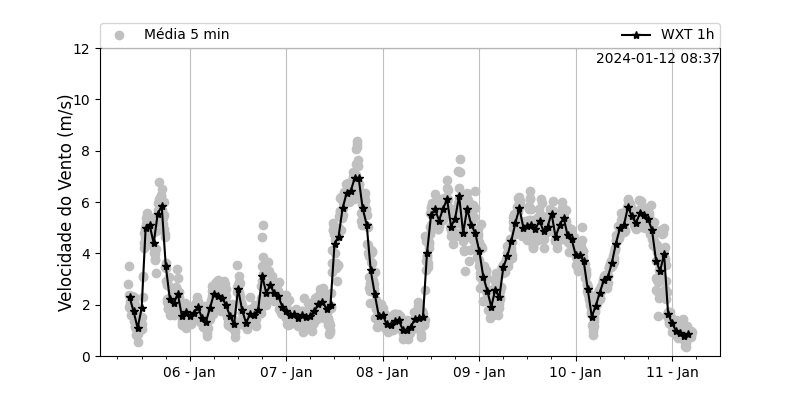 Média 5 min
WXT 1h
2024-01-12 08:37
Velocidade do Vento (m/s)
12
10
8
6
4
2
0
06 - Jan
07 - Jan
08 - Jan
09 - Jan
10 - Jan
11 - Jan